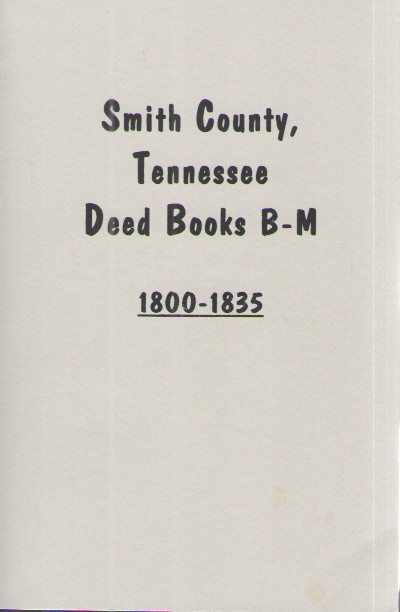 Smith County,
Tennessee
Deed Books B-M
1800-1835